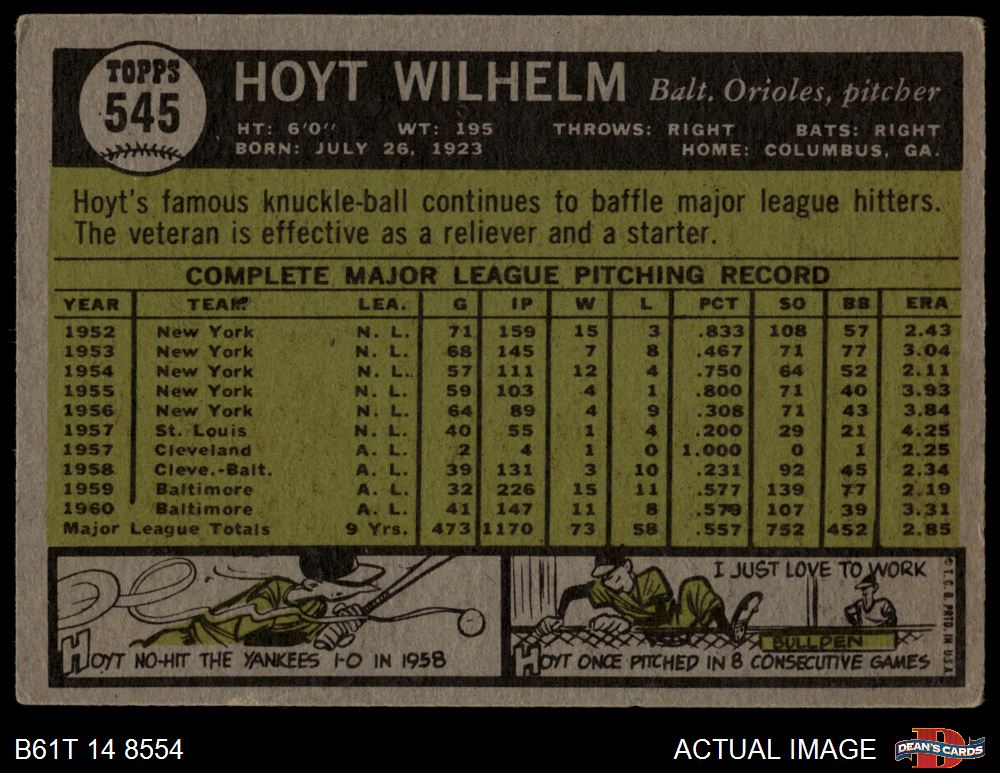 TOPPS
545
HOYT WILHELM Balt. Orioles, pitcher
HT: 6'0" WT: 195 THROWS: RIGHT BATS: RIGHT
BORN: JULY 26, 1923 HOME: COLUMBUS, GA.
Hoyt's famous knuckle-ball continues to baffle major league hitters.
The veteran is effective as a reliever and a starter.
COMPLETE MAJOR LEAGUE PITCHING RECORD
YEAR TEAM LEA. G IP W L PCT SO BB ERA
1952 New York N. L. 71 159 15 3 .833 108 57 2.43
1953 New York N. L. 68 145 7 8 .467 71 77 3.04
1954 New York N. L. 57 111 12 4 .750 64 52 2.11
1955 New York N. L. 59 103 4 1 .800 71 40 3.93
1956 New York N. L. 64 89 4 9 .308 71 43 3.84
1957 St. Louis N. L. 40 55 1 4 .200 29 21 4.25
1957 Cleveland A. L. 2 4 1 0 1.000 0 1 2.25
1958 Cleve.-Balt. A. L. 39 131 3 10 .231 92 45 2.34
1959 Baltimore A. L. 32 226 15 11 .577 139 77 2.19
1960 Baltimore A. L. 41 147 11 8 .579 107 39 3.31
Major League Totals 9 Yrs. 473 1170 73 58 .557 752 452 2.85
HOYT NO-HIT THE YANKEES 1-0 IN 1958
I JUST LOVE TO WORK
BULLPEN
HOYT ONCE PITCHED IN 8 CONSECUTIVE GAMES
© T. C. G. PRTD IN U.S.A.
B61T 14 8554 ACTUAL IMAGE
DEAN'S CARDS